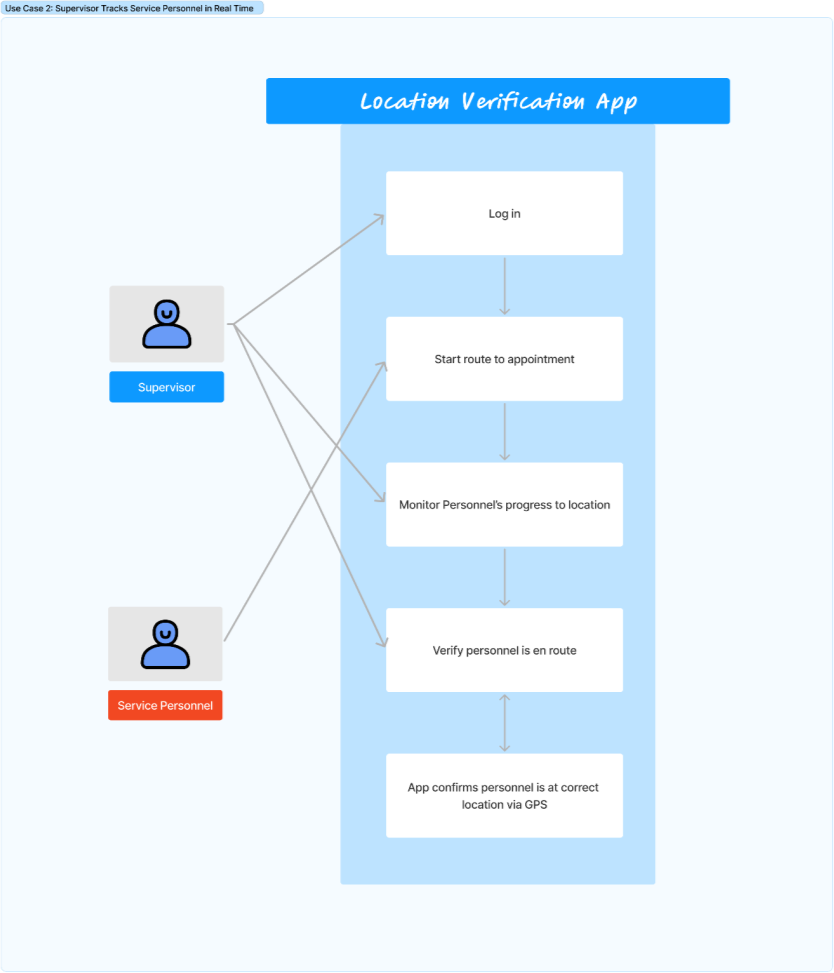 Use Case 2: Supervisor Tracks Service Personnel in Real Time
Location Verification App
Log in
Start route to appointment
Supervisor
Monitor Personnel's progress to location
Verify personnel is en route
Service Personnel
App confirms personnel is at correct
location via GPS